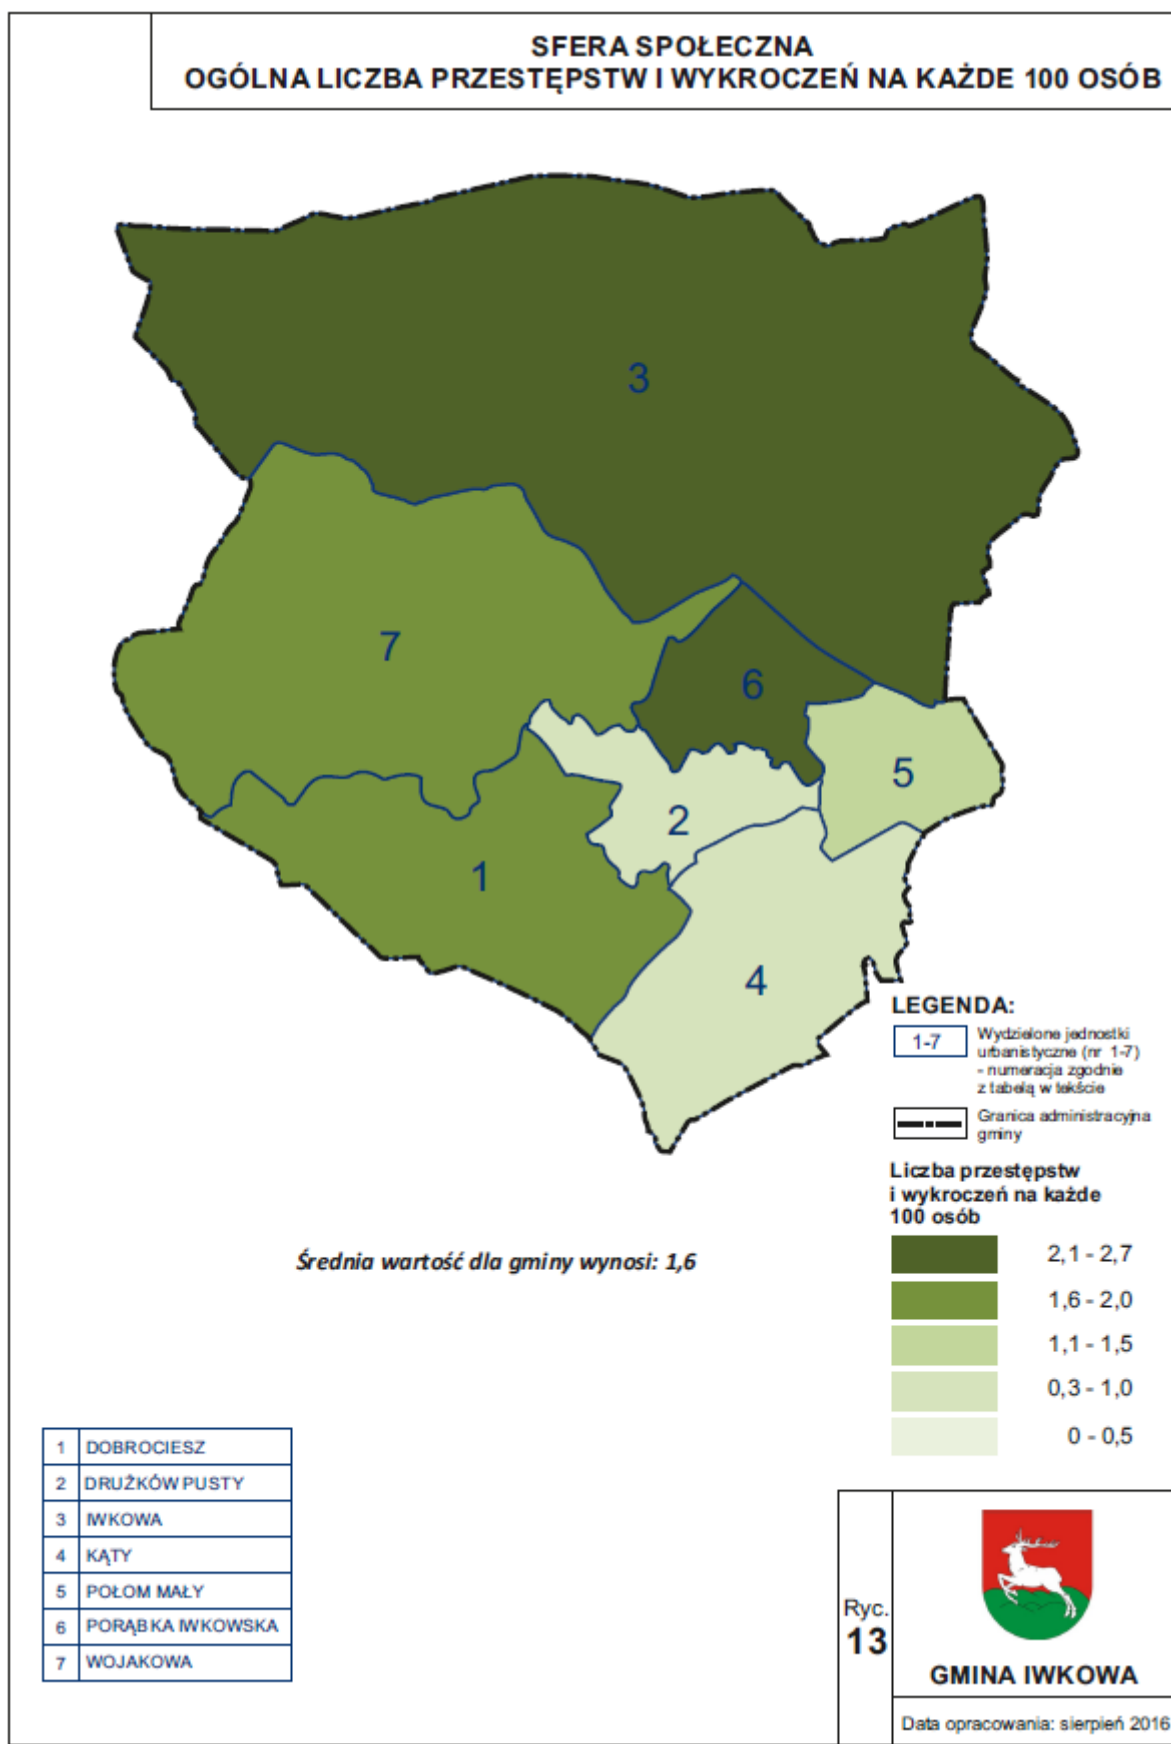 SFERA SPOŁECZNA
OGÓLNA LICZBA PRZESTĘPSTW I WYKROCZEŃ NA KAŻDE 100 OSÓB
3
7
6
5
2
1
4
LEGENDA:
1-7
Wydzielone jednostki
urbanistyczne (nr 1-7)
- numeracja zgodnie
z tabelą w tekście
Granica administracyjna
gminy
Liczba przestępstw
i wykroczeń na każde
100 osób
2,1 - 2,7
1,6 - 2,0
1,1 - 1,5
0,3 - 1,0
0 - 0,5
Średnia wartość dla gminy wynosi: 1,6
1 DOBROCIESZ
2 DRUŻKÓW PUSTY
3 IWKOWA
4 KĄTY
5 POŁOM MAŁY
6 PORĄBKA IWKOWSKA
7 WOJAKOWA
Ryc.
13
GMINA IWKOWA
Data opracowania: sierpień 2016